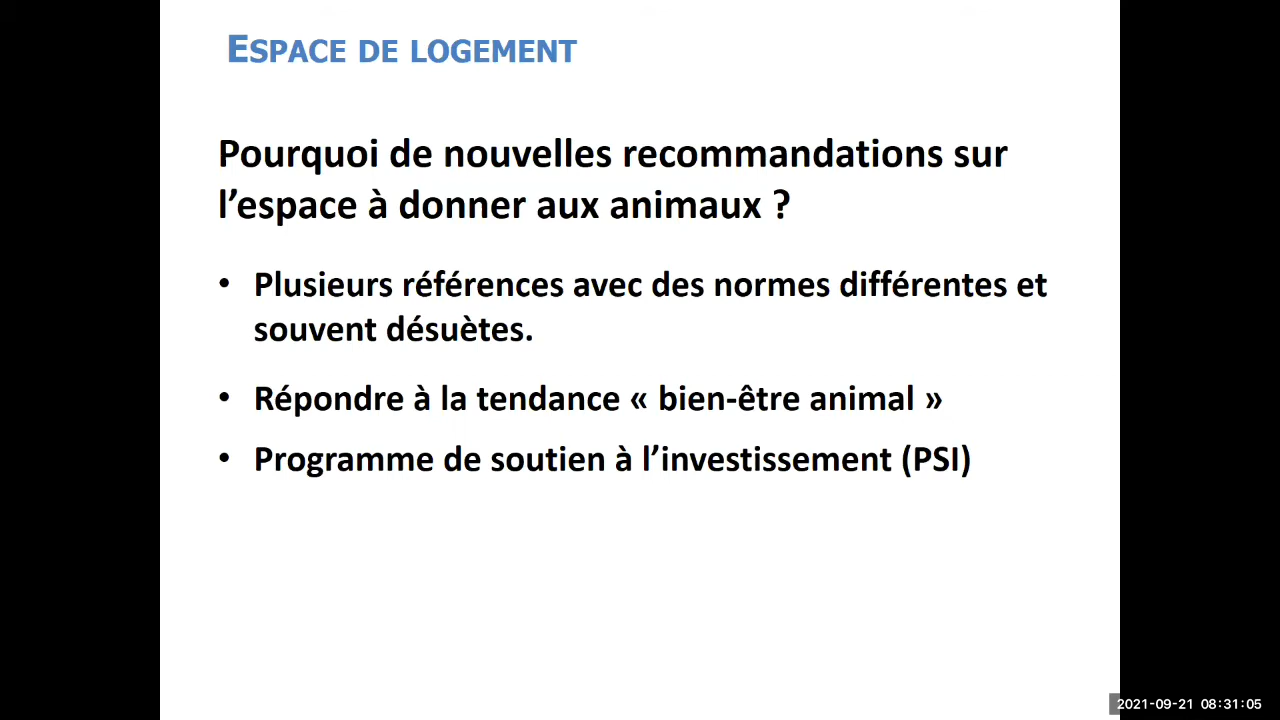 ESPACE DE LOGEMENT
Pourquoi de nouvelles recommandations sur
l’espace à donner aux animaux ?
• Plusieurs références avec des normes différentes et
souvent désuètes.
• Répondre à la tendance « bien-être animal »
• Programme de soutien à l’investissement (PSI)
2021-09-21 08:31:05